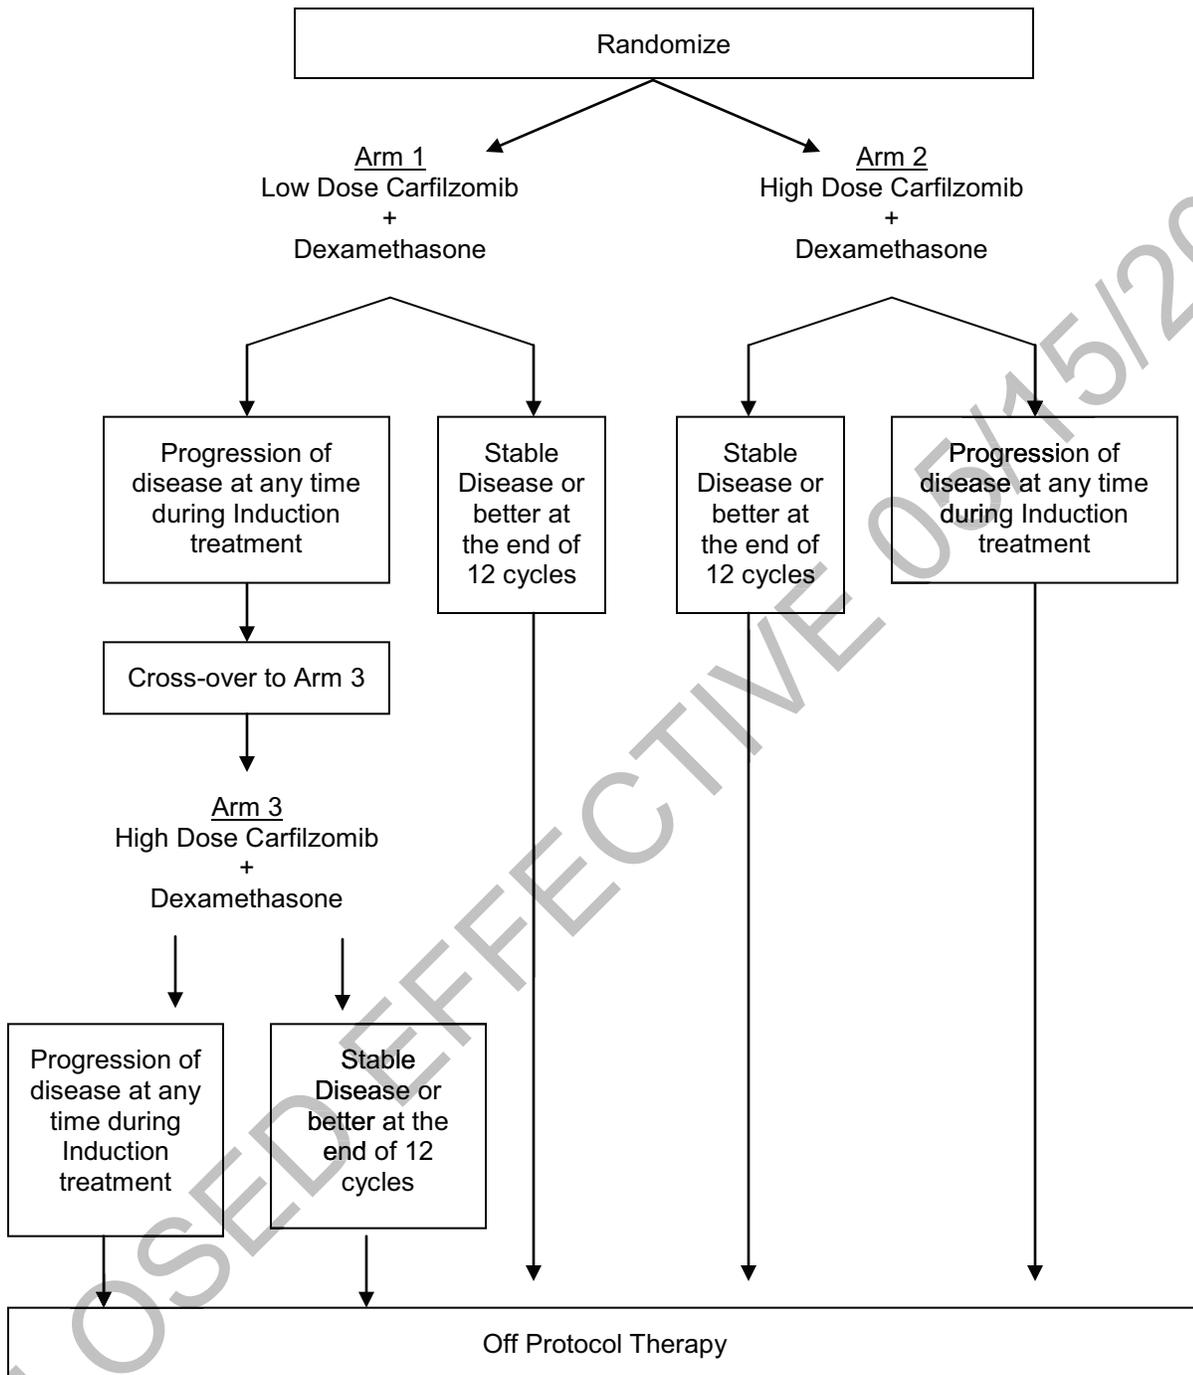 Randomize
Arm 1
Low Dose Carfilzomib
+
Dexamethasone
Arm 2
High Dose Carfilzomib
+
Dexamethasone
Progression of
disease at any time
during Induction
treatment
Stable
Disease or
better at
the end of
12 cycles
Stable
Disease or
better at
the end of
12 cycles
Progression of
disease at any time
during Induction
treatment
Cross-over to Arm 3
Arm 3
High Dose Carfilzomib
+
Dexamethasone
Progression of
disease at any
time during
Induction
treatment
Stable
Disease or
better at the
end of 12
cycles
Off Protocol Therapy
OSED EFFECTIVE 05/15/20